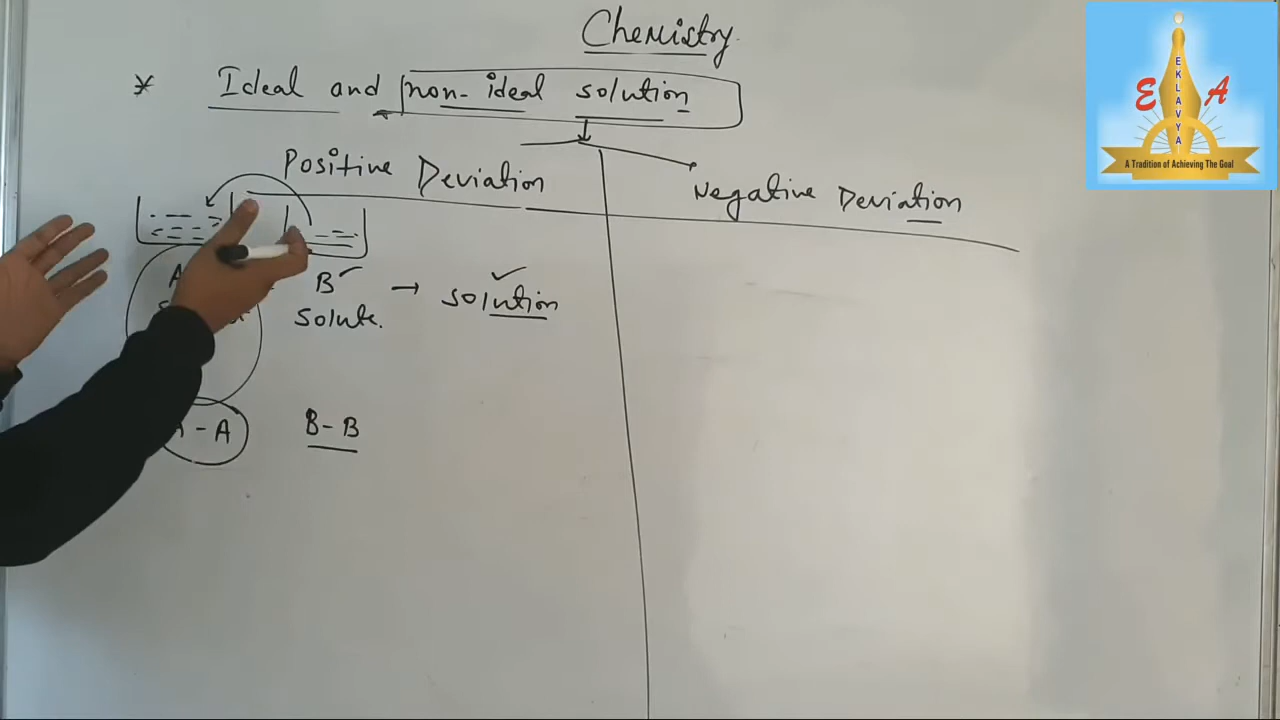 Chemistry
* Ideal and non-ideal solution
Positive Deviation
Negative Deviation
B → solution
solute.
- A B-B
E A
EKLAVYA
A Tradition of Achieving The Goal